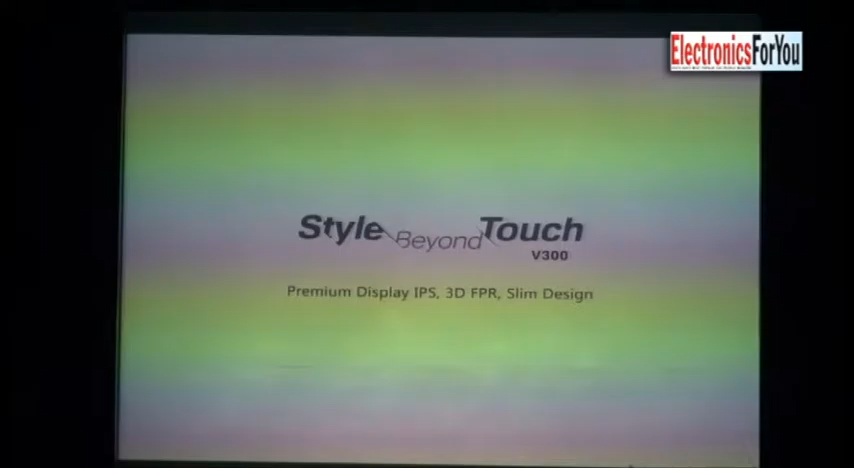 ElectronicsForYou
Style Beyond Touch
V300
Premium Display IPS, 3D FPR, Slim Design